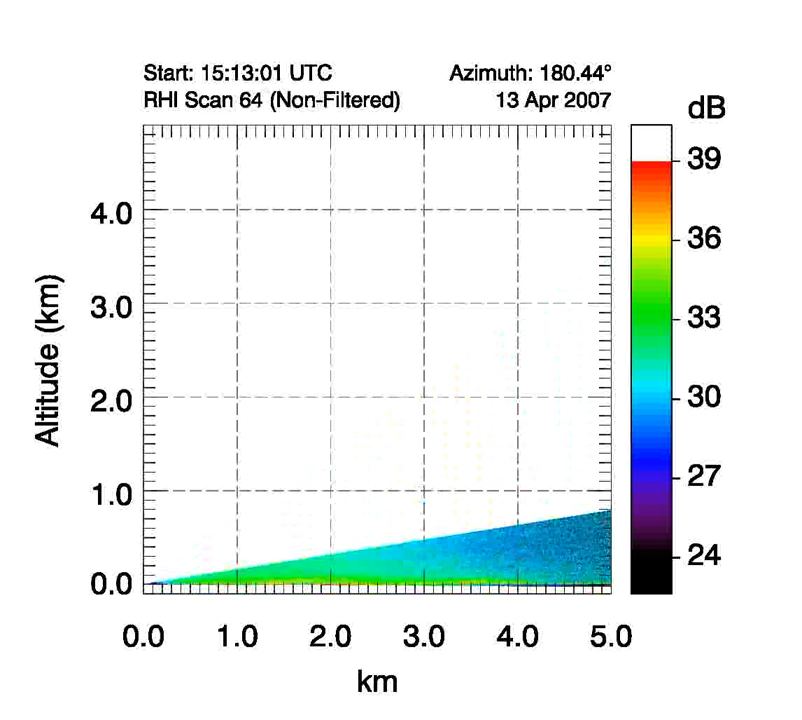 Start: 15:13:01 UTC
Azimuth: 180.44°
RHI Scan 64 (Non-Filtered)
13 Apr 2007
dB
39
36
33
30
27
24
4.0
3.0
2.0
1.0
0.0
Altitude (km)
0.0 1.0 2.0 3.0 4.0 5.0
km